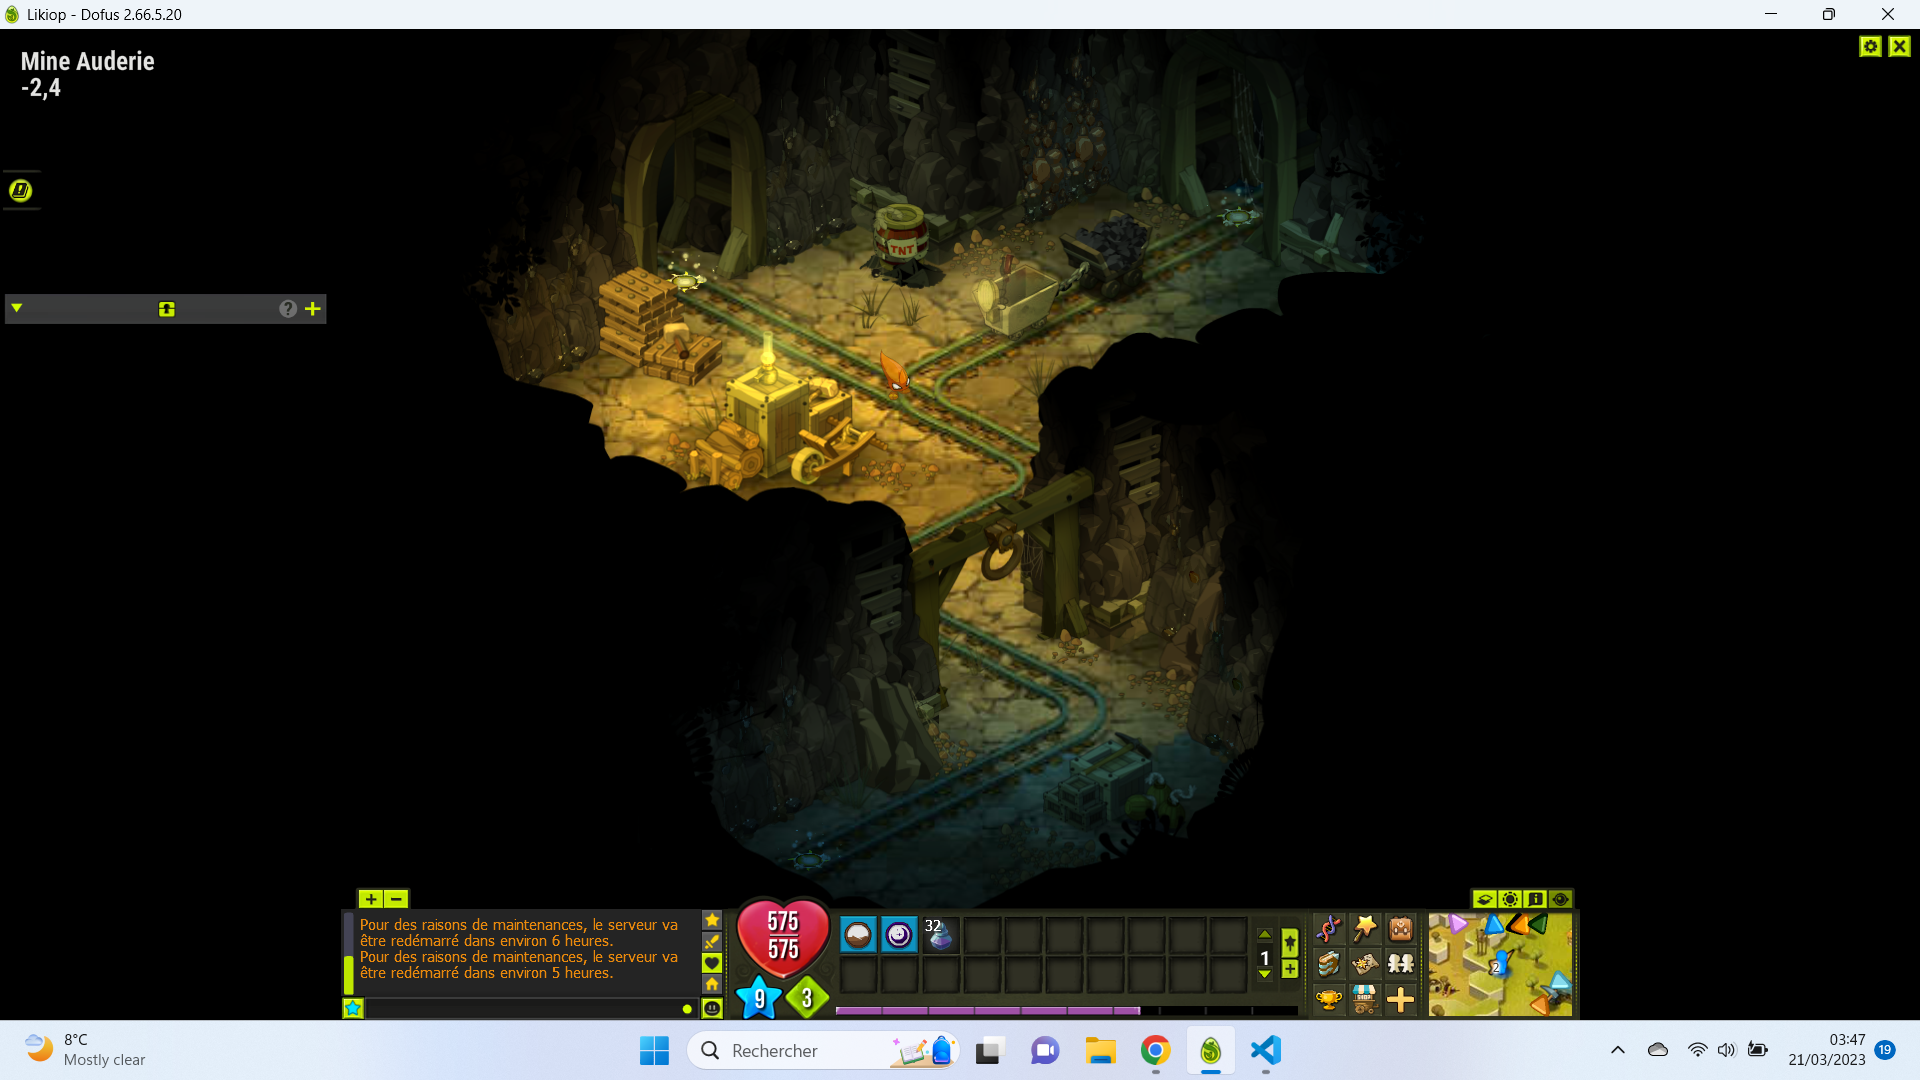 Likiop - Dofus 2.66.5.20
Mine Auderie
-2,4
TNT
Pour des raisons de maintenances, le serveur va
être redémarré dans environ 6 heures.
Pour des raisons de maintenances, le serveur va
être redémarré dans environ 5 heures.
575
575
9
3
32
1
SHOP
2
8°C
Mostly clear
Rechercher
03:47
21/03/2023
19